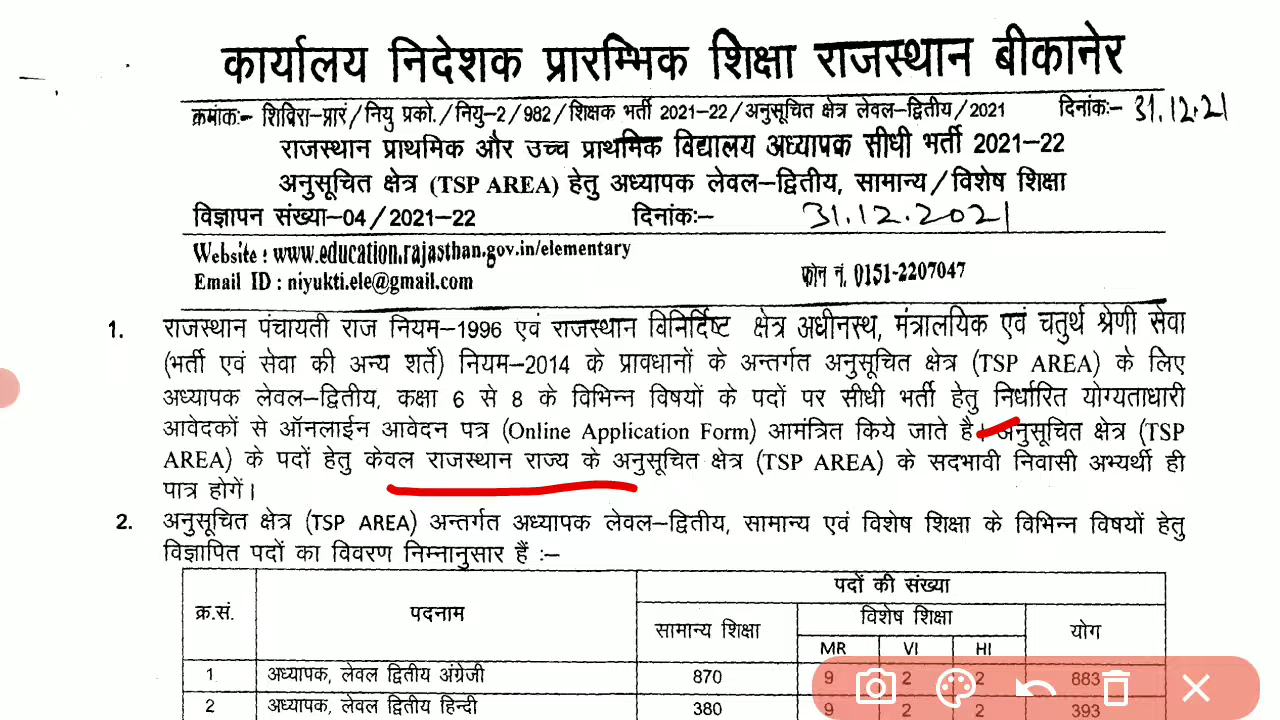 कार्यालय निदेशक प्रारम्भिक शिक्षा राजस्थान बीकानेर
क्रमांकः- शिविरा-प्रारं/नियु प्रको./नियु-2/982/शिक्षक भर्ती 2021-22/अनुसूचित क्षेत्र लेवल-द्वितीय/2021 दिनांकः- 31.12.21
राजस्थान प्राथमिक और उच्च प्राथमिक विद्यालय अध्यापक सीधी भर्ती 2021-22
अनुसूचित क्षेत्र (TSP AREA) हेतु अध्यापक लेवल-द्वितीय, सामान्य/विशेष शिक्षा
विज्ञापन संख्या-04/2021-22 दिनांकः- 31.12.2021
Website : www.education.rajasthan.gov.in/elementary
Email ID : niyukti.ele@gmail.com फोन नं. 0151-2207047
1. राजस्थान पंचायती राज नियम-1996 एवं राजस्थान विनिर्दिष्ट क्षेत्र अधीनस्थ, मंत्रालयिक एवं चतुर्थ श्रेणी सेवा
(भर्ती एवं सेवा की अन्य शर्ते) नियम-2014 के प्रावधानों के अन्तर्गत अनुसूचित क्षेत्र (TSP AREA) के लिए
अध्यापक लेवल-द्वितीय, कक्षा 6 से 8 के विभिन्न विषयों के पदों पर सीधी भर्ती हेतु निर्धारित योग्यताधारी
आवेदकों से ऑनलाईन आवेदन पत्र (Online Application Form) आमंत्रित किये जाते है। अनुसूचित क्षेत्र (TSP
AREA) के पदों हेतु केवल राजस्थान राज्य के अनुसूचित क्षेत्र (TSP AREA) के सदभावी निवासी अभ्यर्थी ही
पात्र होगें।
2. अनुसूचित क्षेत्र (TSP AREA) अन्तर्गत अध्यापक लेवल-द्वितीय, सामान्य एवं विशेष शिक्षा के विभिन्न विषयों हेतु
विज्ञापित पदों का विवरण निम्नानुसार हैं :-
क्र.सं. पदनाम पदों की संख्या
सामान्य शिक्षा विशेष शिक्षा योग
MR VI HI
1 अध्यापक, लेवल द्वितीय अंग्रेजी 870 9 2 2 883
2 अध्यापक, लेवल द्वितीय हिन्दी 380 9 2 2 393